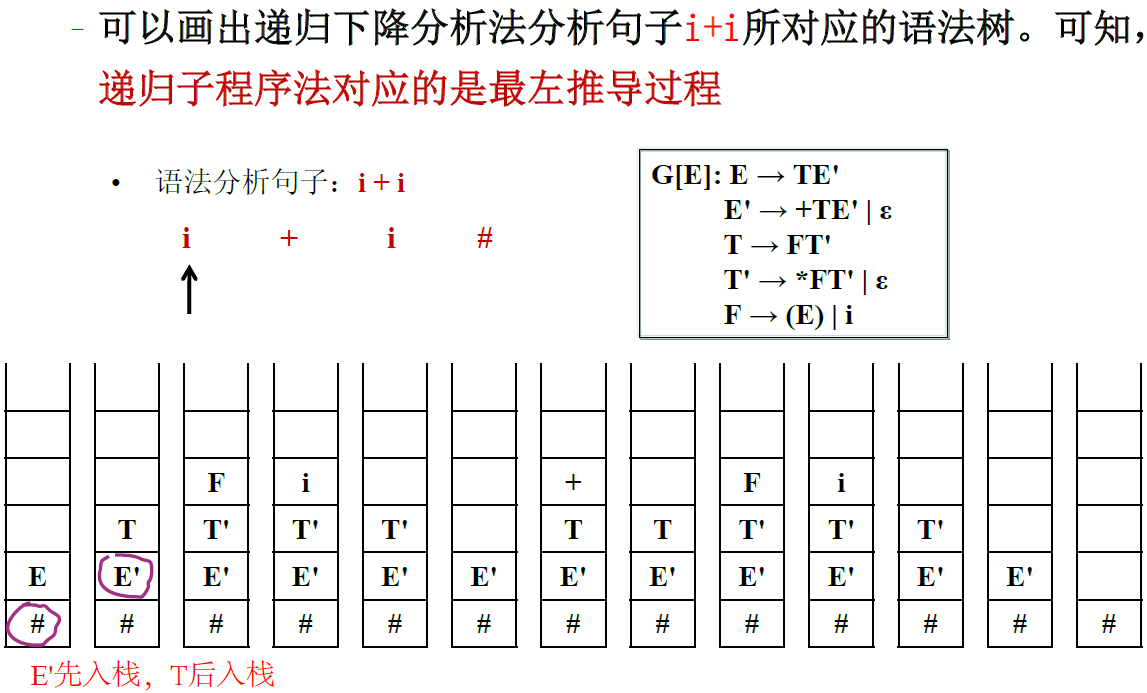 – 可以画出递归下降分析法分析句子i+i所对应的语法树。可知，
递归子程序法对应的是最左推导过程
• 语法分析句子：i + i
i + i #
G[E]: E → TE'
E' → +TE' | ε
T → FT'
T' → *FT' | ε
F → (E) | i
F i + F i
T T' T' T' T T T' T' T'
E E' E' E' E' E' E' E' E' E' E' E'
# # # # # # # # # # # # #
E'先入栈，T后入栈